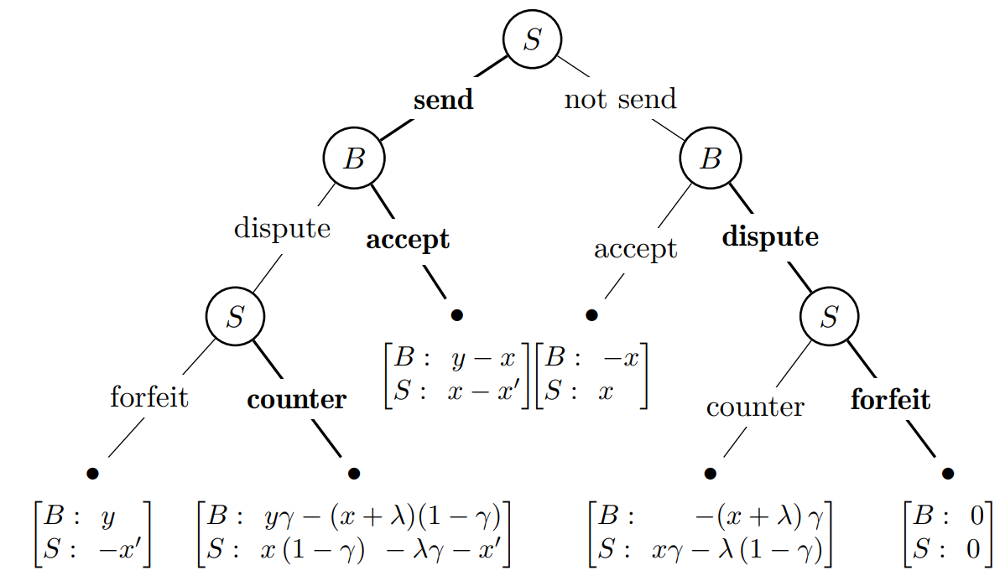 S
send not send
B B
dispute accept accept dispute
S S
[B : y − x] [B : −x]
[S : x − x′] [S : x]
forfeit counter counter forfeit
[B : y] [B : yγ − (x + λ)(1 − γ)] [B : −(x + λ) γ] [B : 0]
[S : −x′] [S : x (1 − γ) − λγ − x′] [S : xγ − λ (1 − γ)] [S : 0]